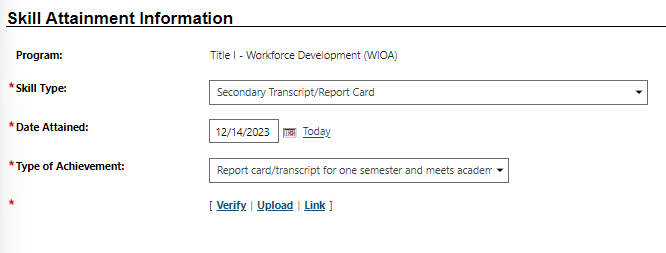 Skill Attainment Information
Program: Title I - Workforce Development (WIOA)
*Skill Type: Secondary Transcript/Report Card
*Date Attained: 12/14/2023 Today
*Type of Achievement: Report card/transcript for one semester and meets academ
* [ Verify | Upload | Link ]